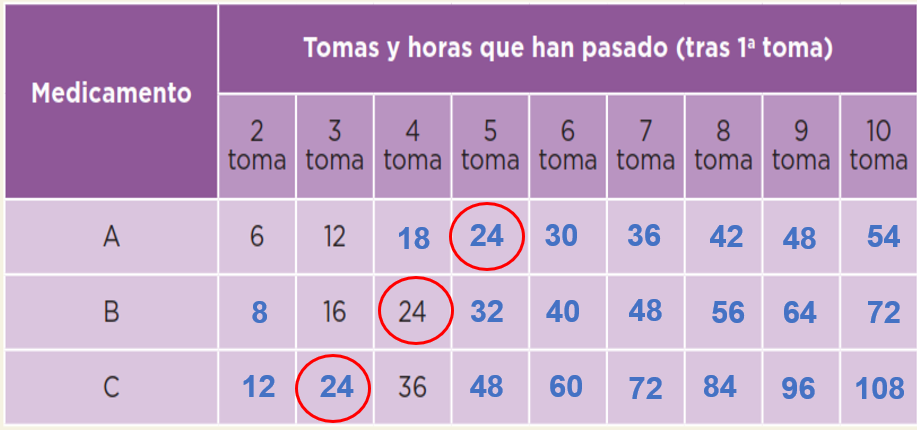 Medicamento
Tomas y horas que han pasado (tras 1ª toma)
2 toma 3 toma 4 toma 5 toma 6 toma 7 toma 8 toma 9 toma 10 toma
A 6 12 18 24 30 36 42 48 54
B 8 16 24 32 40 48 56 64 72
C 12 24 36 48 60 72 84 96 108